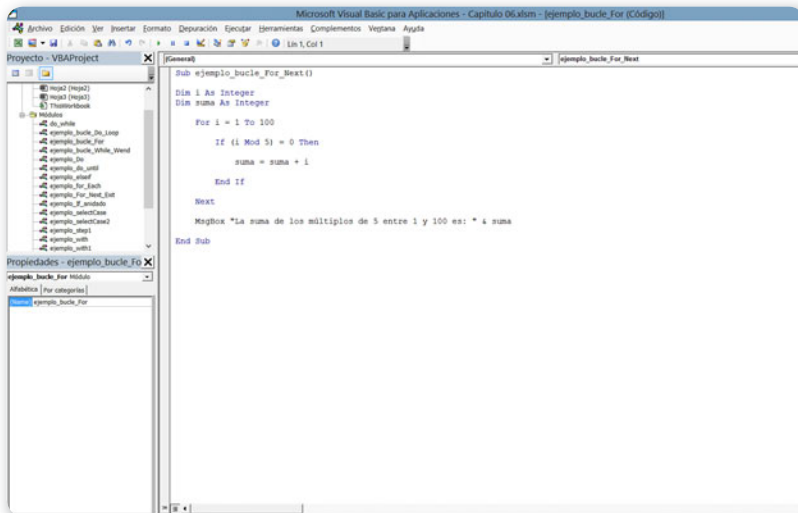 Microsoft Visual Basic para Aplicaciones - Capitulo 06.xlsm - [ejemplo_bucle_For (Código)]
Archivo Edición Ver Insertar Formato Depuración Ejecutar Herramientas Complementos Ventana Ayuda
Lín 1, Col 1
Proyecto - VBAProject
(General)
ejemplo_bucle_For_Next
Hoja2 (Hoja2)
Hoja3 (Hoja3)
ThisWorkbook
Módulos
do_while
ejemplo_bucle_Do_Loop
ejemplo_bucle_For
ejemplo_bucle_While_Wend
ejemplo_Do
ejemplo_do_until
ejemplo_elseif
ejemplo_for_Each
ejemplo_For_Next_Exit
ejemplo_If_anidado
ejemplo_selectCase
ejemplo_selectCase2
ejemplo_step1
ejemplo_with
ejemplo_with1
Propiedades - ejemplo_bucle_Fo
ejemplo_bucle_For Módulo
Alfabética Por categorías
(Name) ejemplo_bucle_For
Sub ejemplo_bucle_For_Next()
Dim i As Integer
Dim suma As Integer
For i = 1 To 100
If (i Mod 5) = 0 Then
suma = suma + i
End If
Next
MsgBox "La suma de los múltiplos de 5 entre 1 y 100 es: " & suma
End Sub